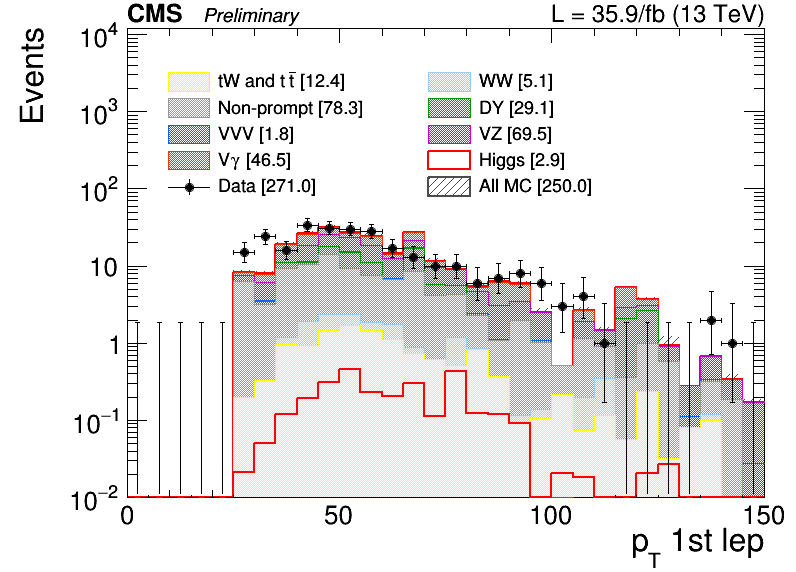 CMS Preliminary L = 35.9/fb (13 TeV)
Events
10⁴
10³
10²
10
1
10⁻¹
10⁻²
tW and tt̄ [12.4] WW [5.1]
Non-prompt [78.3] DY [29.1]
VVV [1.8] VZ [69.5]
Vγ [46.5] Higgs [2.9]
Data [271.0] All MC [250.0]
0 50 100 150
p_T 1st lep